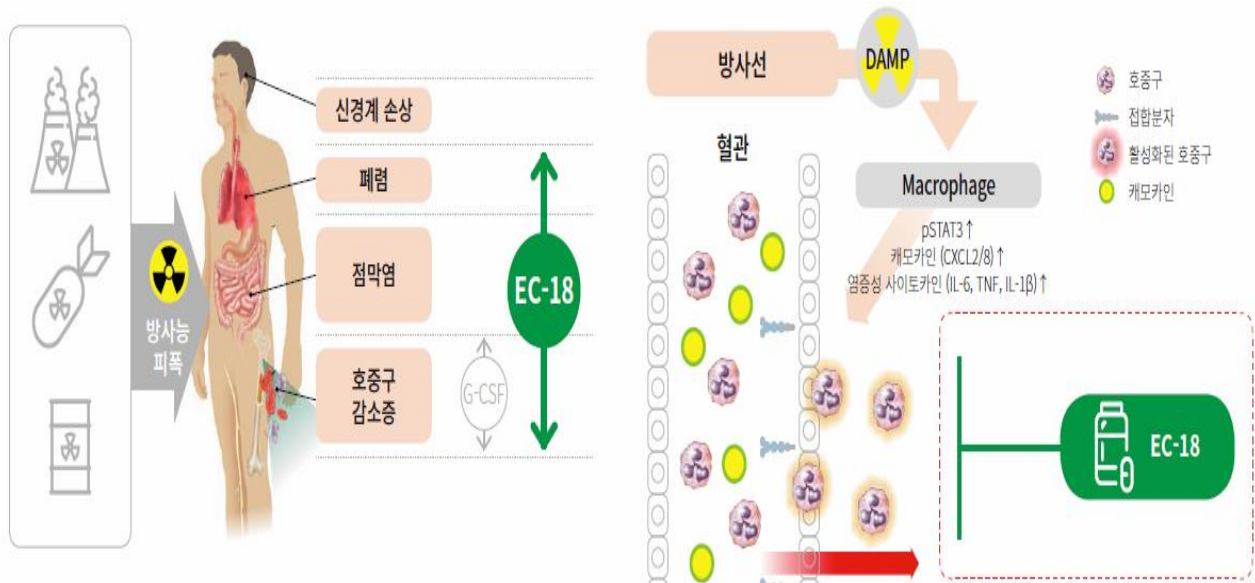 방사능
피폭
신경계 손상
폐렴
점막염
호중구
감소증
G-CSF
EC-18
방사선
DAMP
혈관
Macrophage
pSTAT3↑
캐모카인 (CXCL2/8)↑
염증성 사이토카인 (IL-6, TNF, IL-1β)↑
호중구
접합분자
활성화된 호중구
캐모카인
EC-18